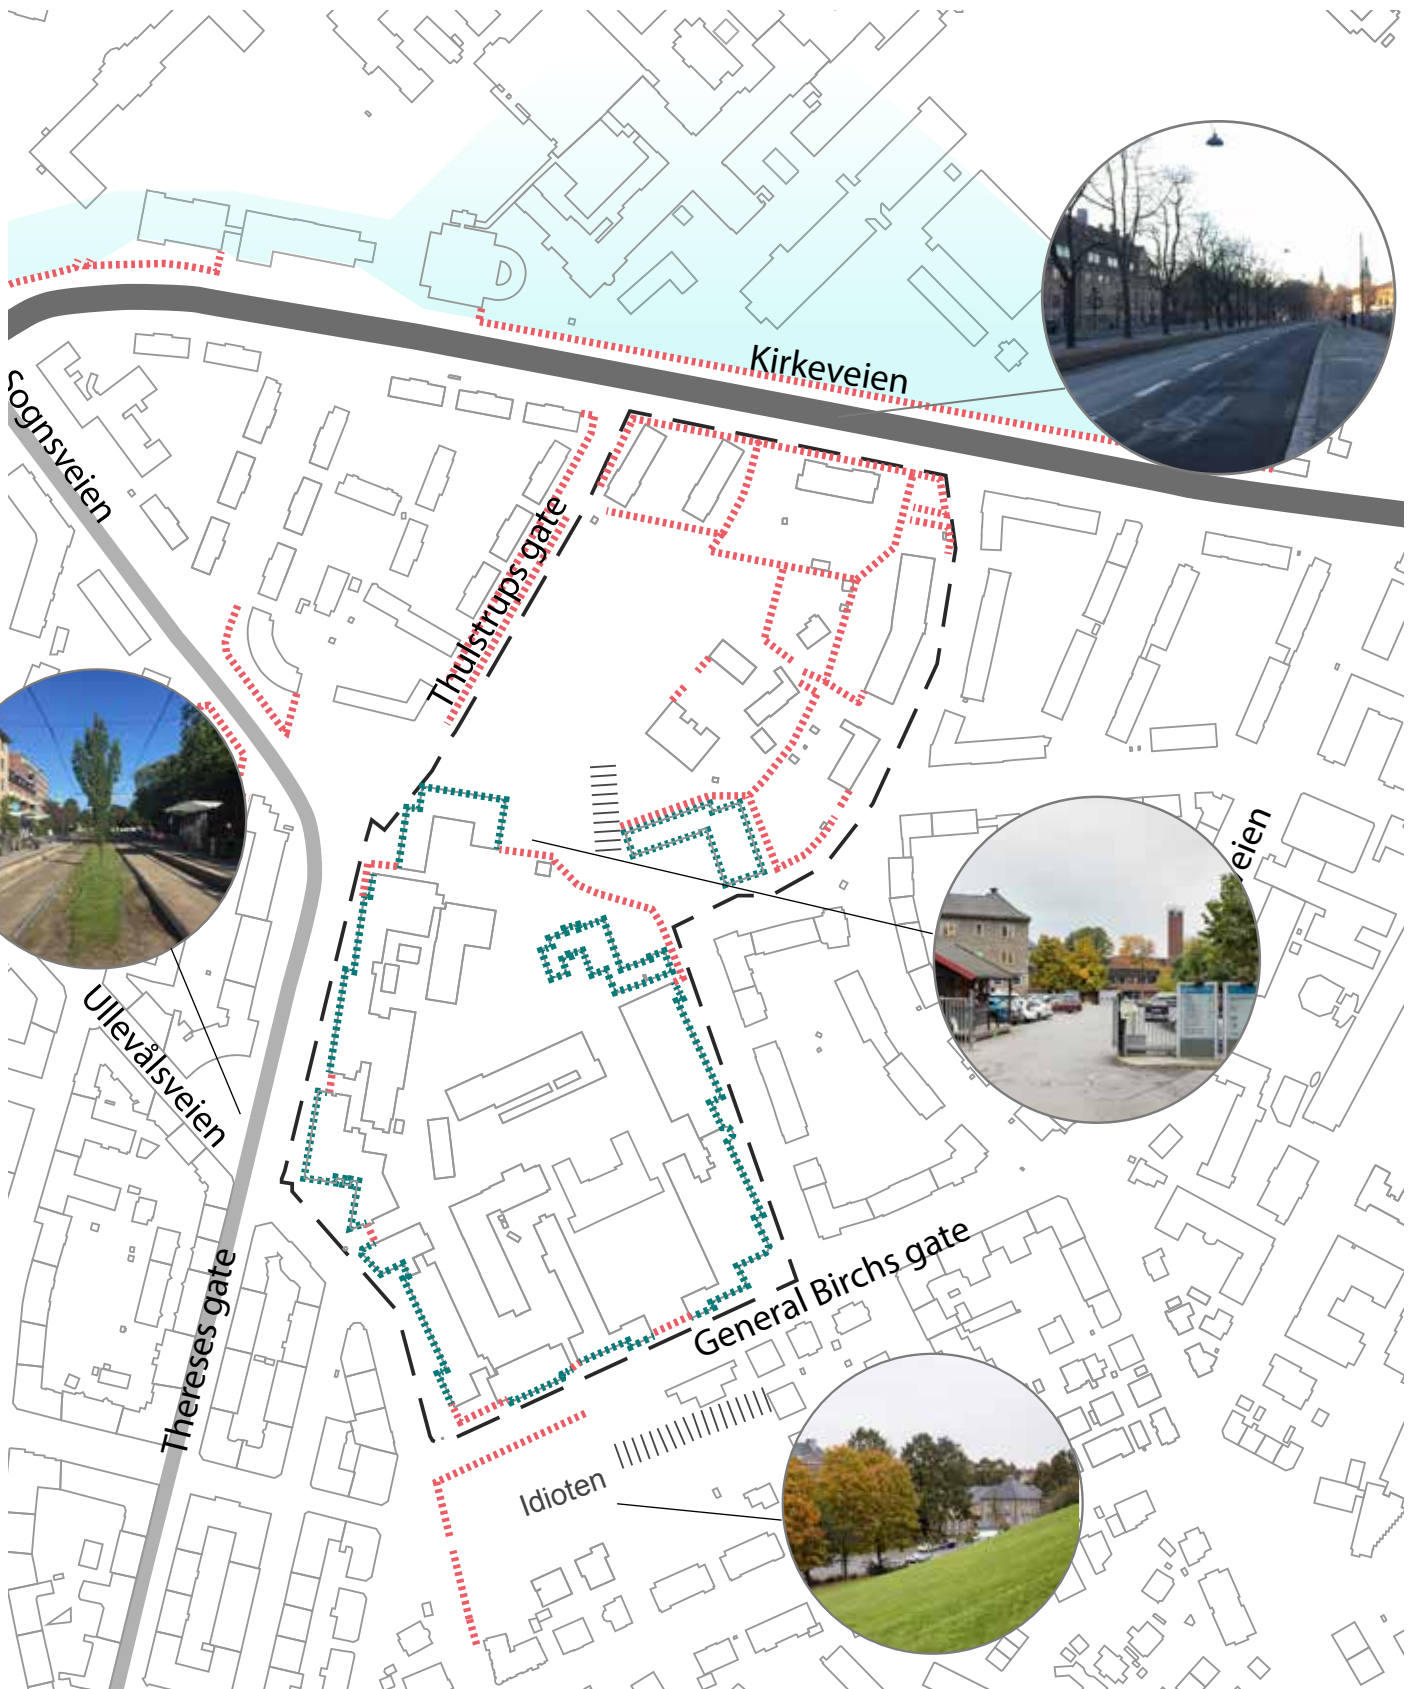 Kirkeveien
Sognsveien
Thulstrups gate
eien
Ullevålsveien
General Birchs gate
Thereses gate
Idioten